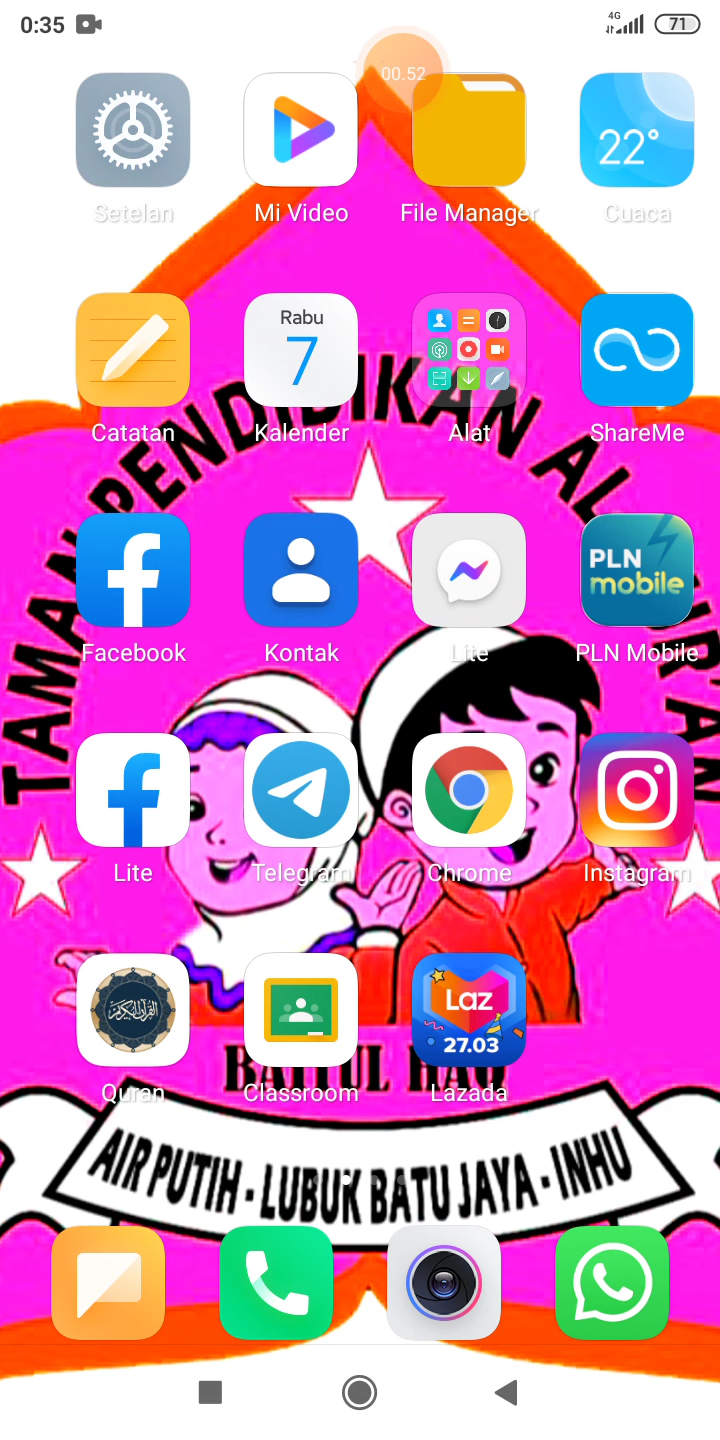 0:35
4G
71
00.52
22°
Setelan
Mi Video
File Manager
Cuaca
Rabu
7
Catatan
Kalender
Alat
ShareMe
TAMAN PENDIDIKAN AL
PLN
mobile
Facebook
Kontak
Lite
PLN Mobile
Lite
Telegram
Chrome
Instagram
Laz
27.03
Quran
Classroom
Lazada
BAITUL HAQ
AIR PUTIH - LUBUK BATU JAYA - INHU